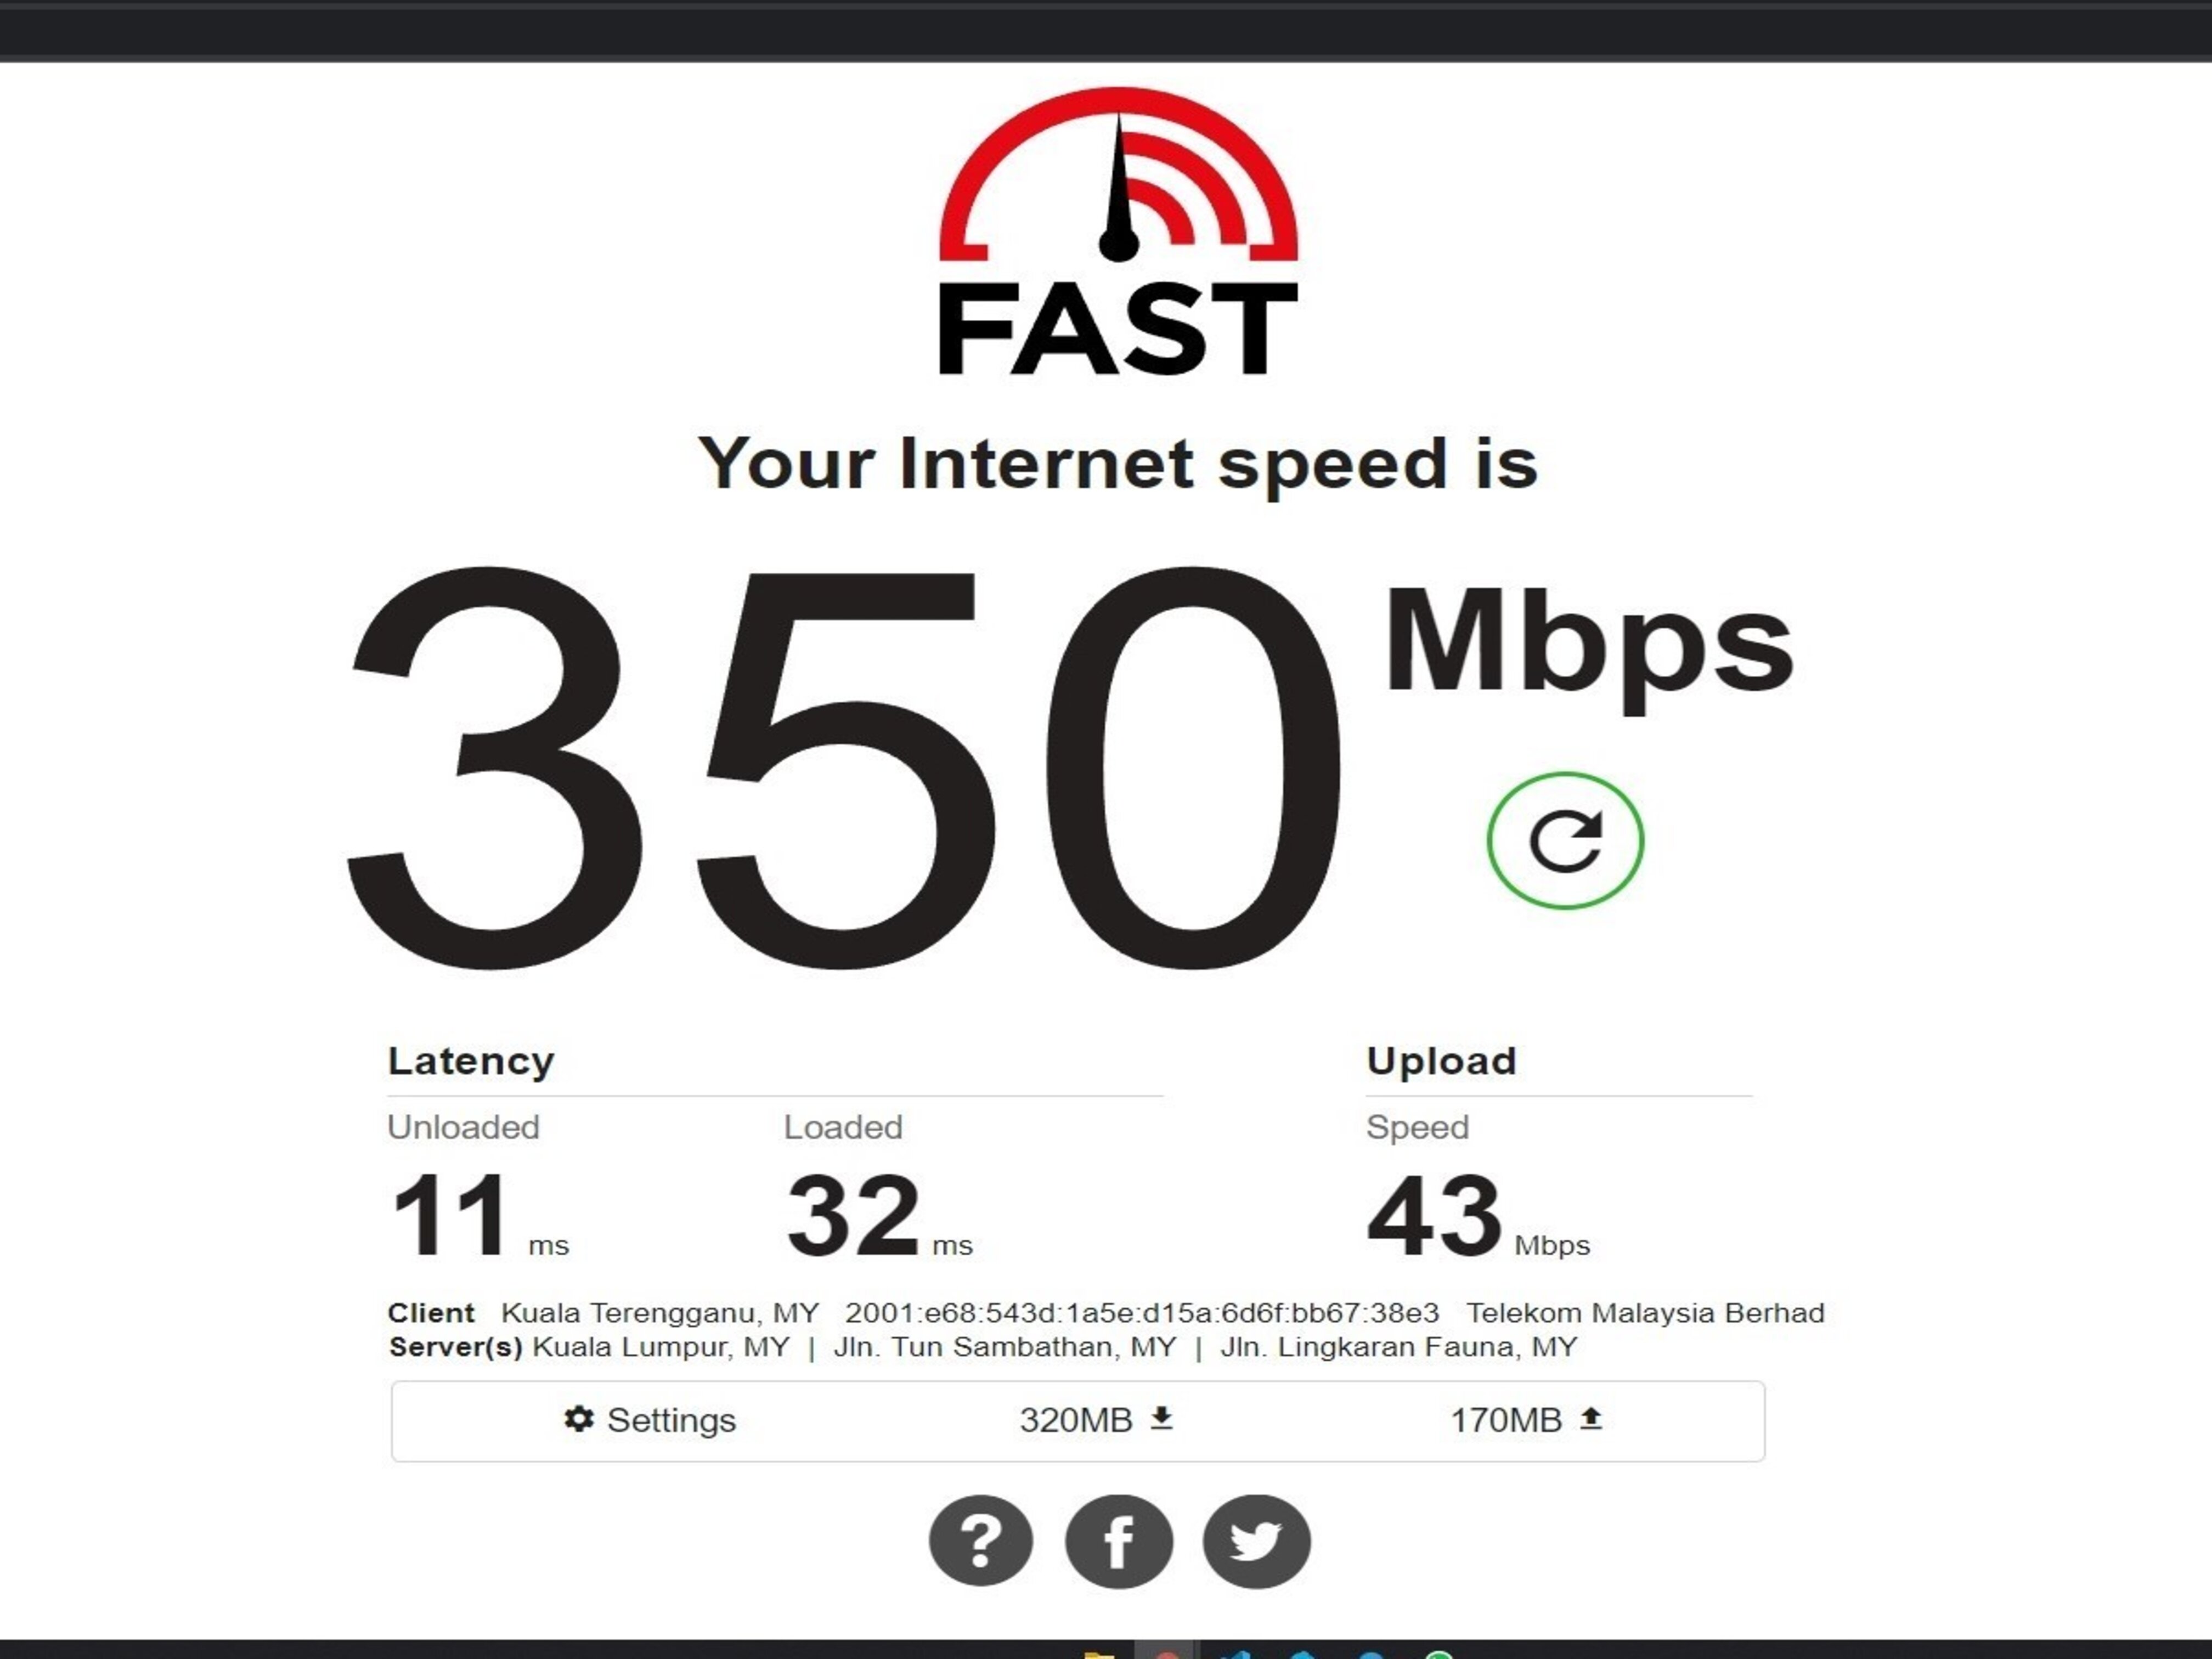 FAST
Your Internet speed is
350 Mbps
Latency Upload
Unloaded Loaded Speed
11 ms 32 ms 43 Mbps
Client Kuala Terengganu, MY 2001:e68:543d:1a5e:d15a:6d6f:bb67:38e3 Telekom Malaysia Berhad
Server(s) Kuala Lumpur, MY | Jln. Tun Sambathan, MY | Jln. Lingkaran Fauna, MY
Settings 320MB 170MB
? f